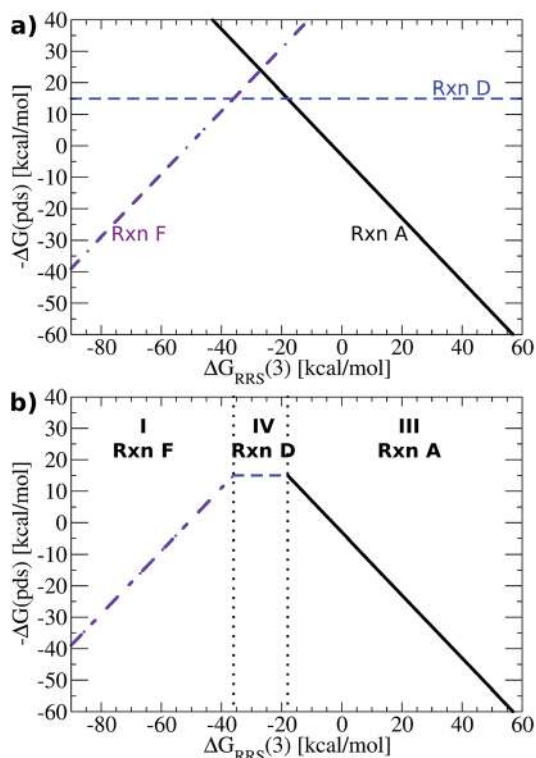 a)
40
30
20
10
0
-10
-20
-30
-40
-50
-60
-ΔG(pds) [kcal/mol]
Rxn D
Rxn F
Rxn A
-80 -60 -40 -20 0 20 40 60
ΔG_RRS(3) [kcal/mol]
b)
40
30
20
10
0
-10
-20
-30
-40
-50
-60
-ΔG(pds) [kcal/mol]
I IV III
Rxn F Rxn D Rxn A
-80 -60 -40 -20 0 20 40 60
ΔG_RRS(3) [kcal/mol]